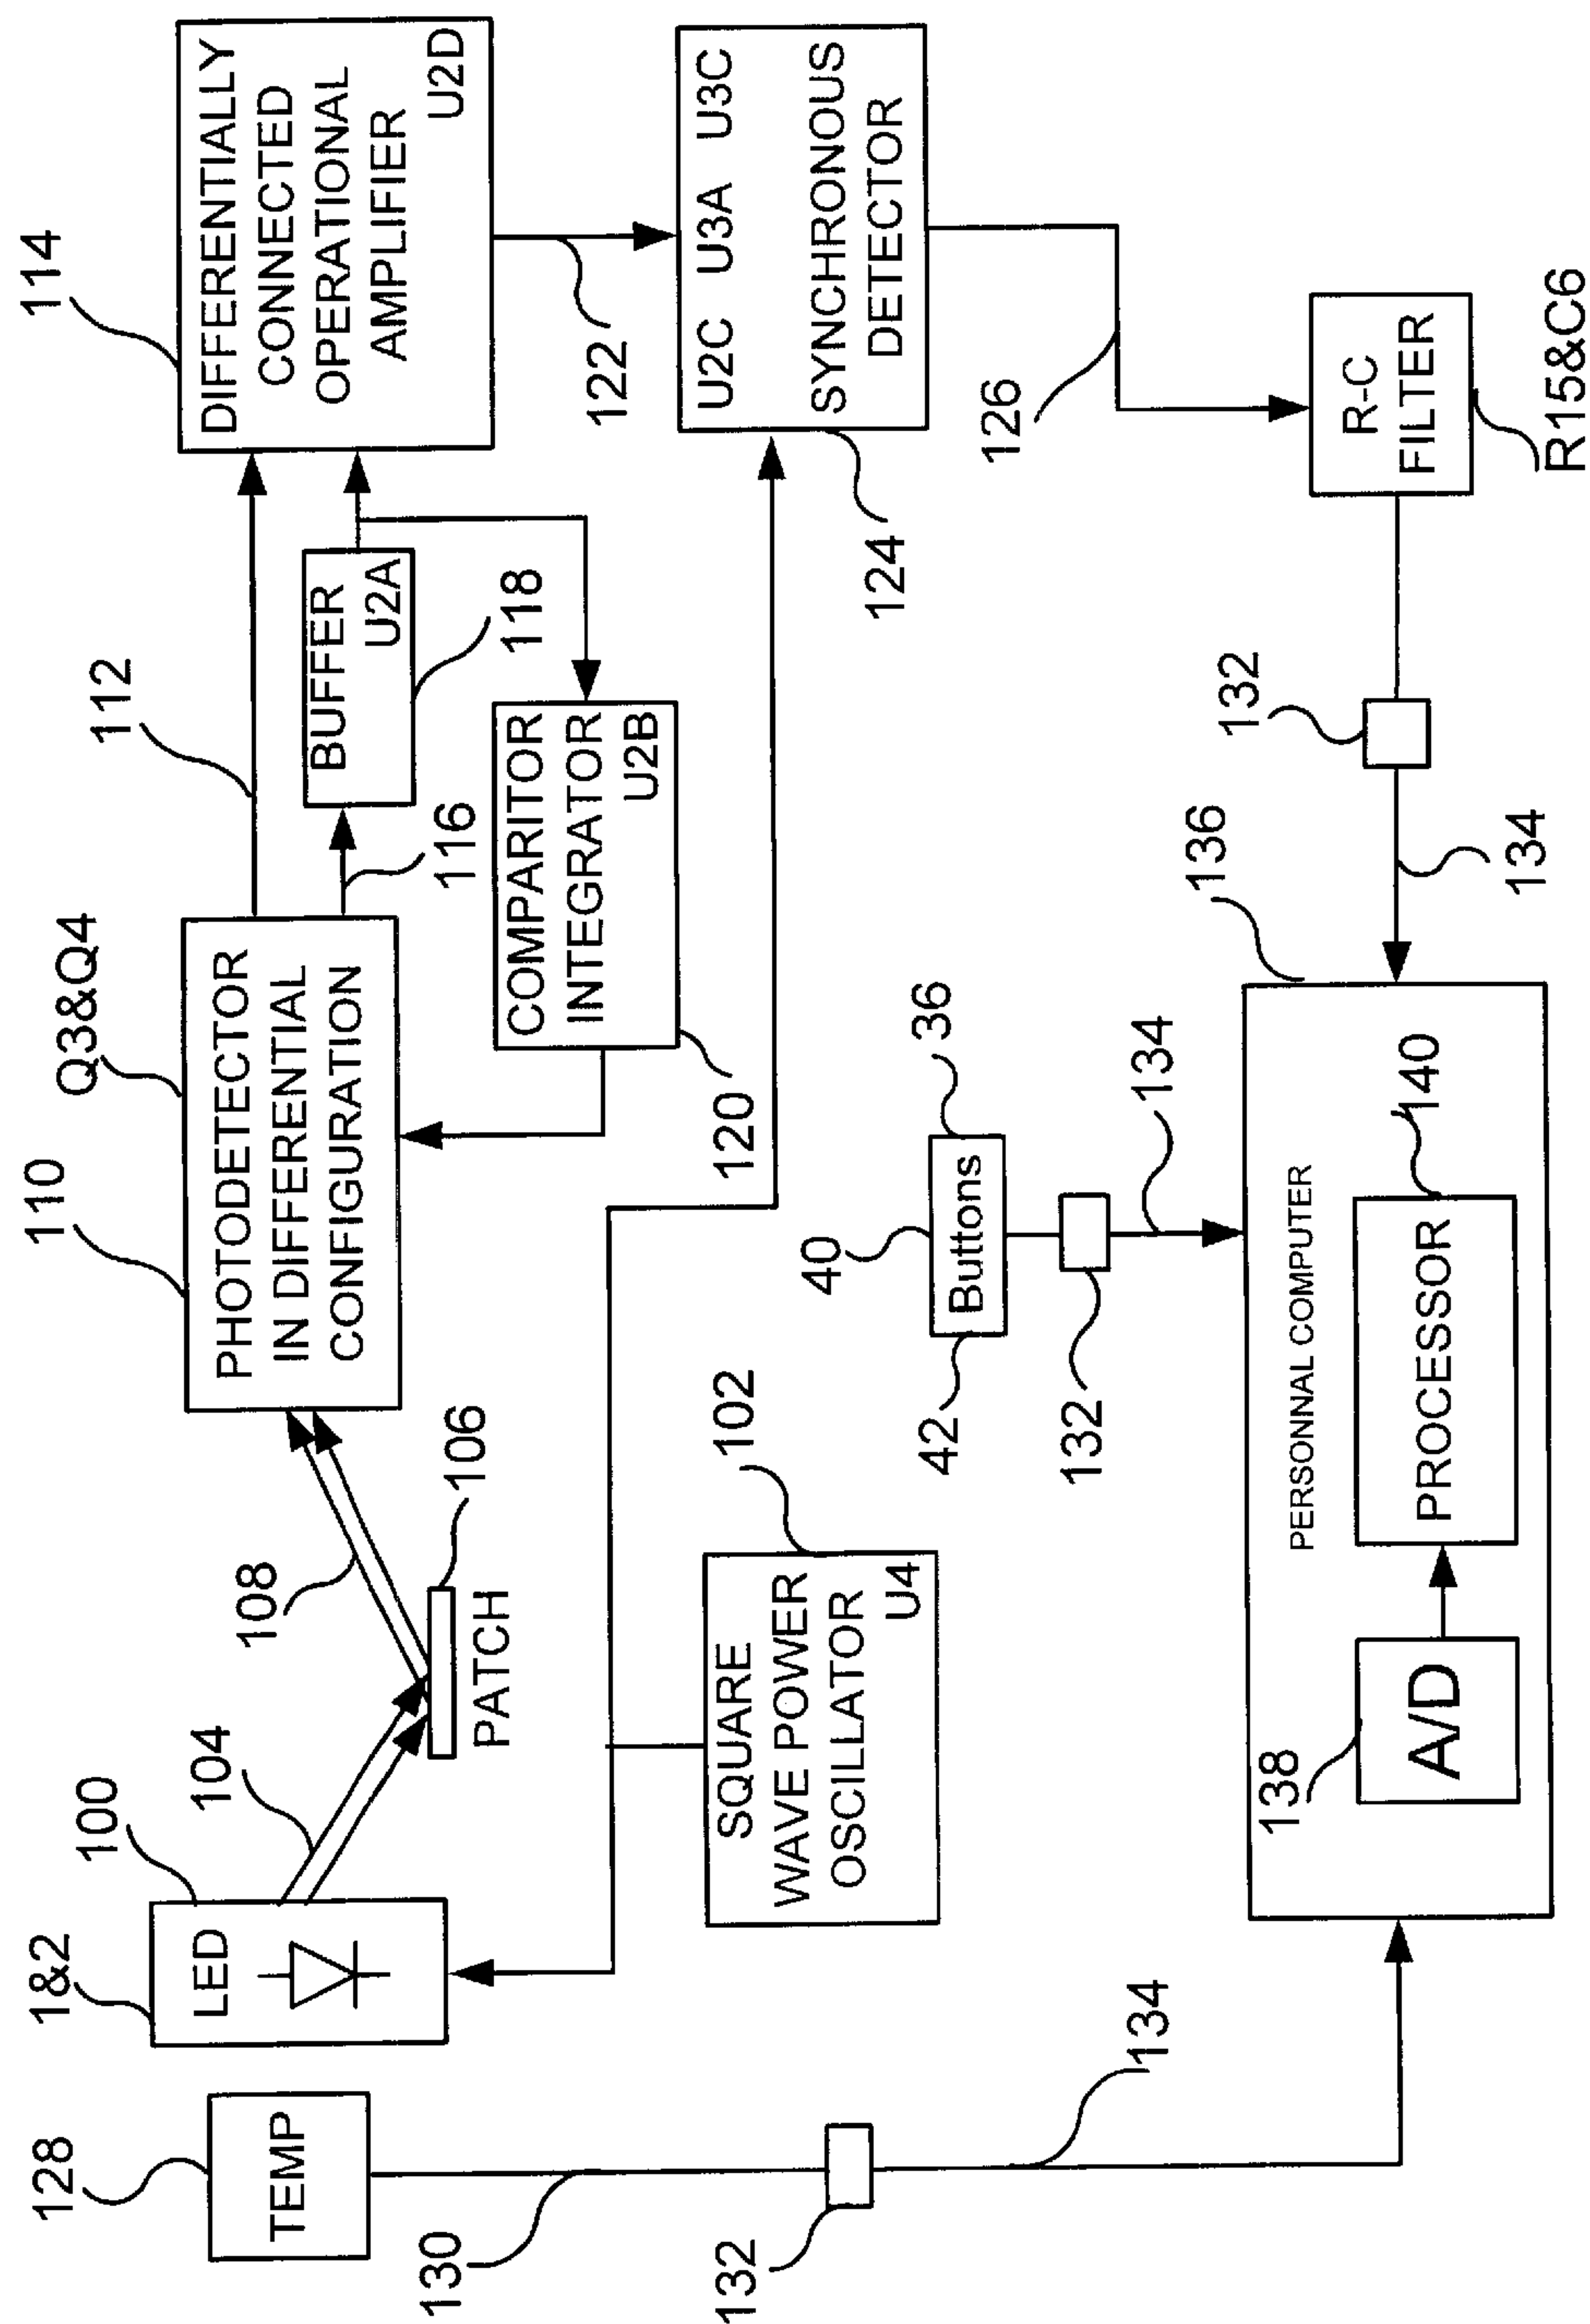 128
TEMP
130
132
134
1&2
100
LED
104
108
106
PATCH
102
SQUARE
WAVE POWER
OSCILLATOR
U4
110
Q3&Q4
PHOTODETECTOR
IN DIFFERENTIAL
CONFIGURATION
112
116
BUFFER
U2A
118
COMPARITOR
INTEGRATOR
U2B
120
114
DIFFERENTIALLY
CONNECTED
OPERATIONAL
AMPLIFIER
U2D
122
U2C U3A U3C
SYNCHRONOUS
DETECTOR
124
126
R-C
FILTER
R15&C6
132
134
136
40
36
Buttons
42
132
134
PERSONNAL COMPUTER
138
A/D
140
PROCESSOR